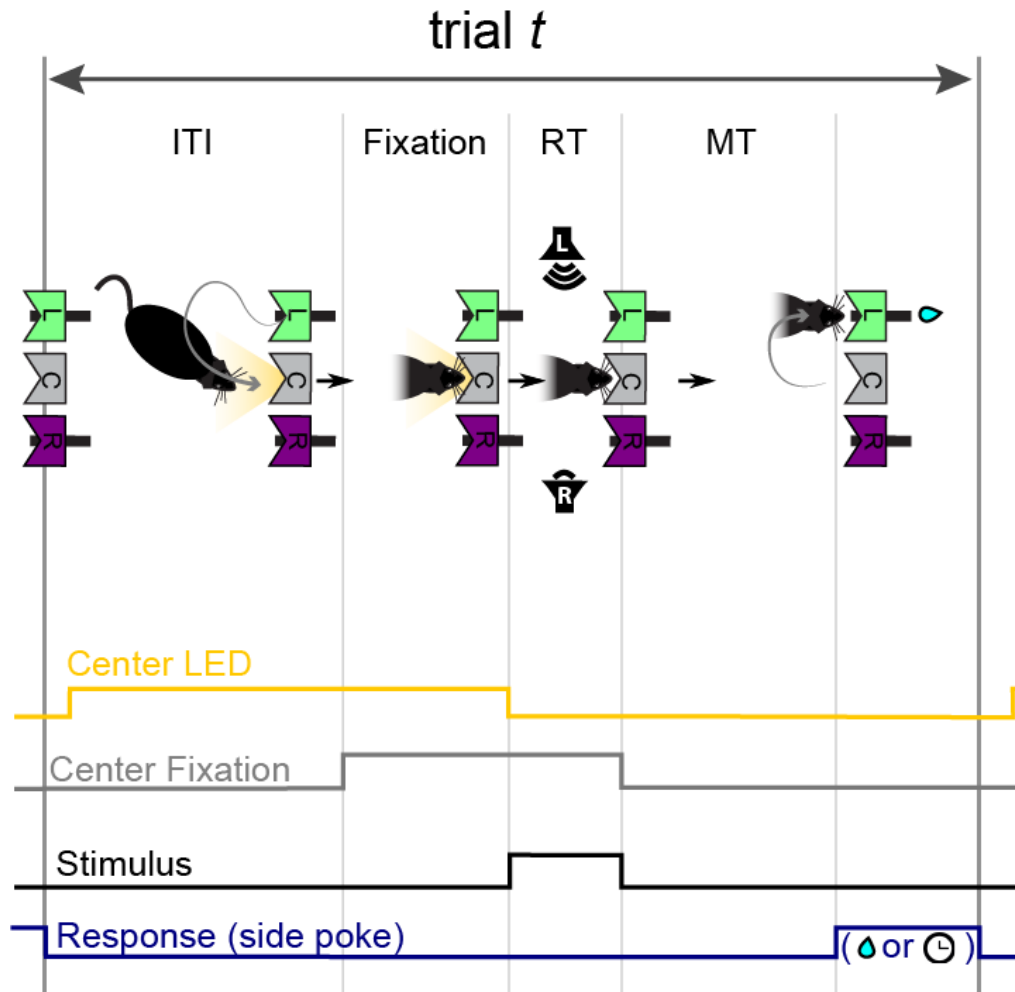 trial t
ITI Fixation RT MT
L
L L L L L
C C C C C
R R R R R
R
Center LED
Center Fixation
Stimulus
Response (side poke) ( or )